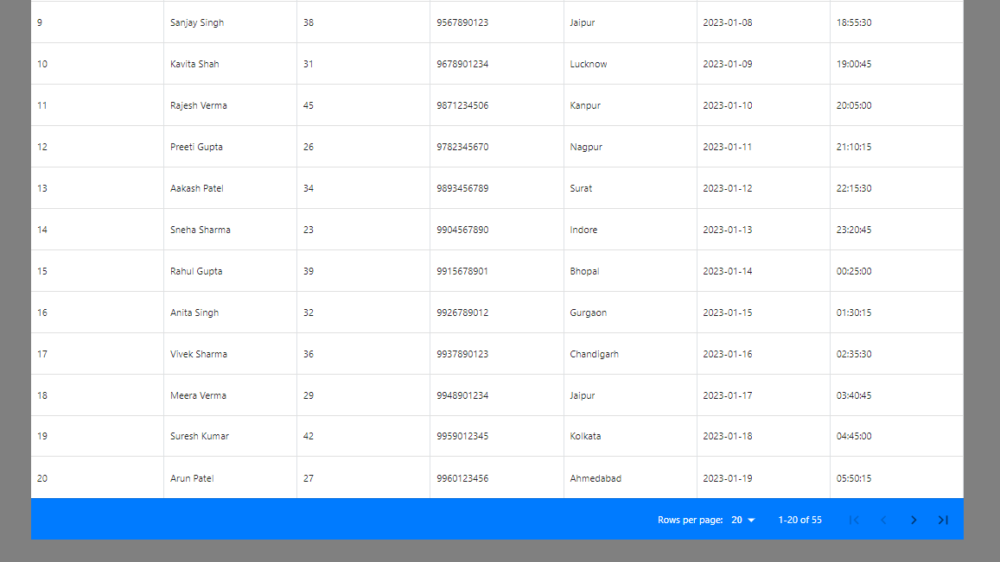 9 Sanjay Singh 38 9567890123 Jaipur 2023-01-08 18:55:30
10 Kavita Shah 31 9678901234 Lucknow 2023-01-09 19:00:45
11 Rajesh Verma 45 9871234506 Kanpur 2023-01-10 20:05:00
12 Preeti Gupta 26 9782345670 Nagpur 2023-01-11 21:10:15
13 Aakash Patel 34 9893456789 Surat 2023-01-12 22:15:30
14 Sneha Sharma 23 9904567890 Indore 2023-01-13 23:20:45
15 Rahul Gupta 39 9915678901 Bhopal 2023-01-14 00:25:00
16 Anita Singh 32 9926789012 Gurgaon 2023-01-15 01:30:15
17 Vivek Sharma 36 9937890123 Chandigarh 2023-01-16 02:35:30
18 Meera Verma 29 9948901234 Jaipur 2023-01-17 03:40:45
19 Suresh Kumar 42 9959012345 Kolkata 2023-01-18 04:45:00
20 Arun Patel 27 9960123456 Ahmedabad 2023-01-19 05:50:15
Rows per page: 20 1-20 of 55